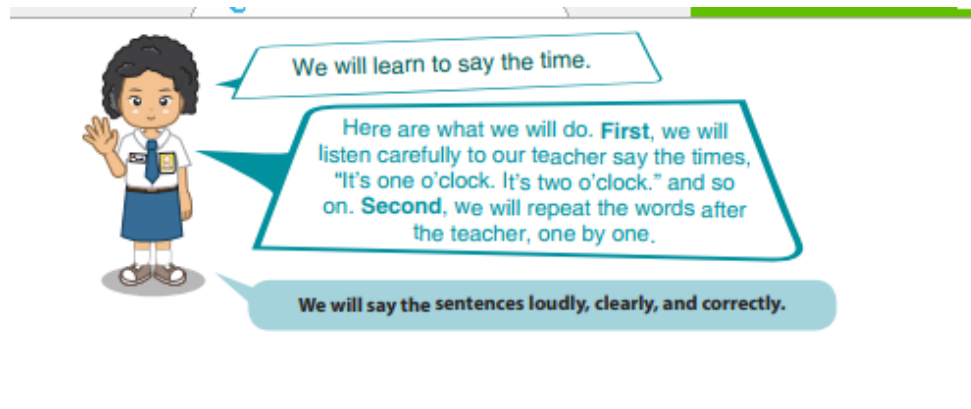 We will learn to say the time.
Here are what we will do. First, we will
listen carefully to our teacher say the times,
“It’s one o’clock. It’s two o’clock.” and so
on. Second, we will repeat the words after
the teacher, one by one.
We will say the sentences loudly, clearly, and correctly.